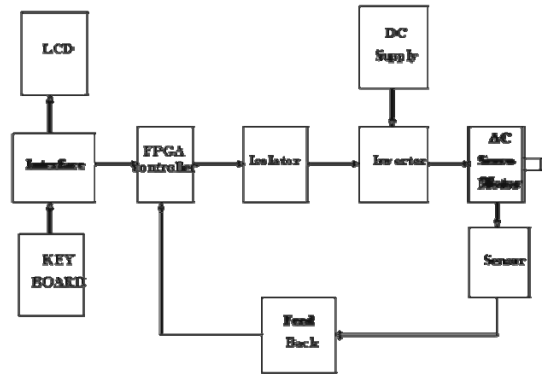 LCD
DC
Supply
Interface
FPGA
Controller
Isolator
Inverter
AC
Servo
Motor
KEY
BOARD
Sensor
Feed
Back